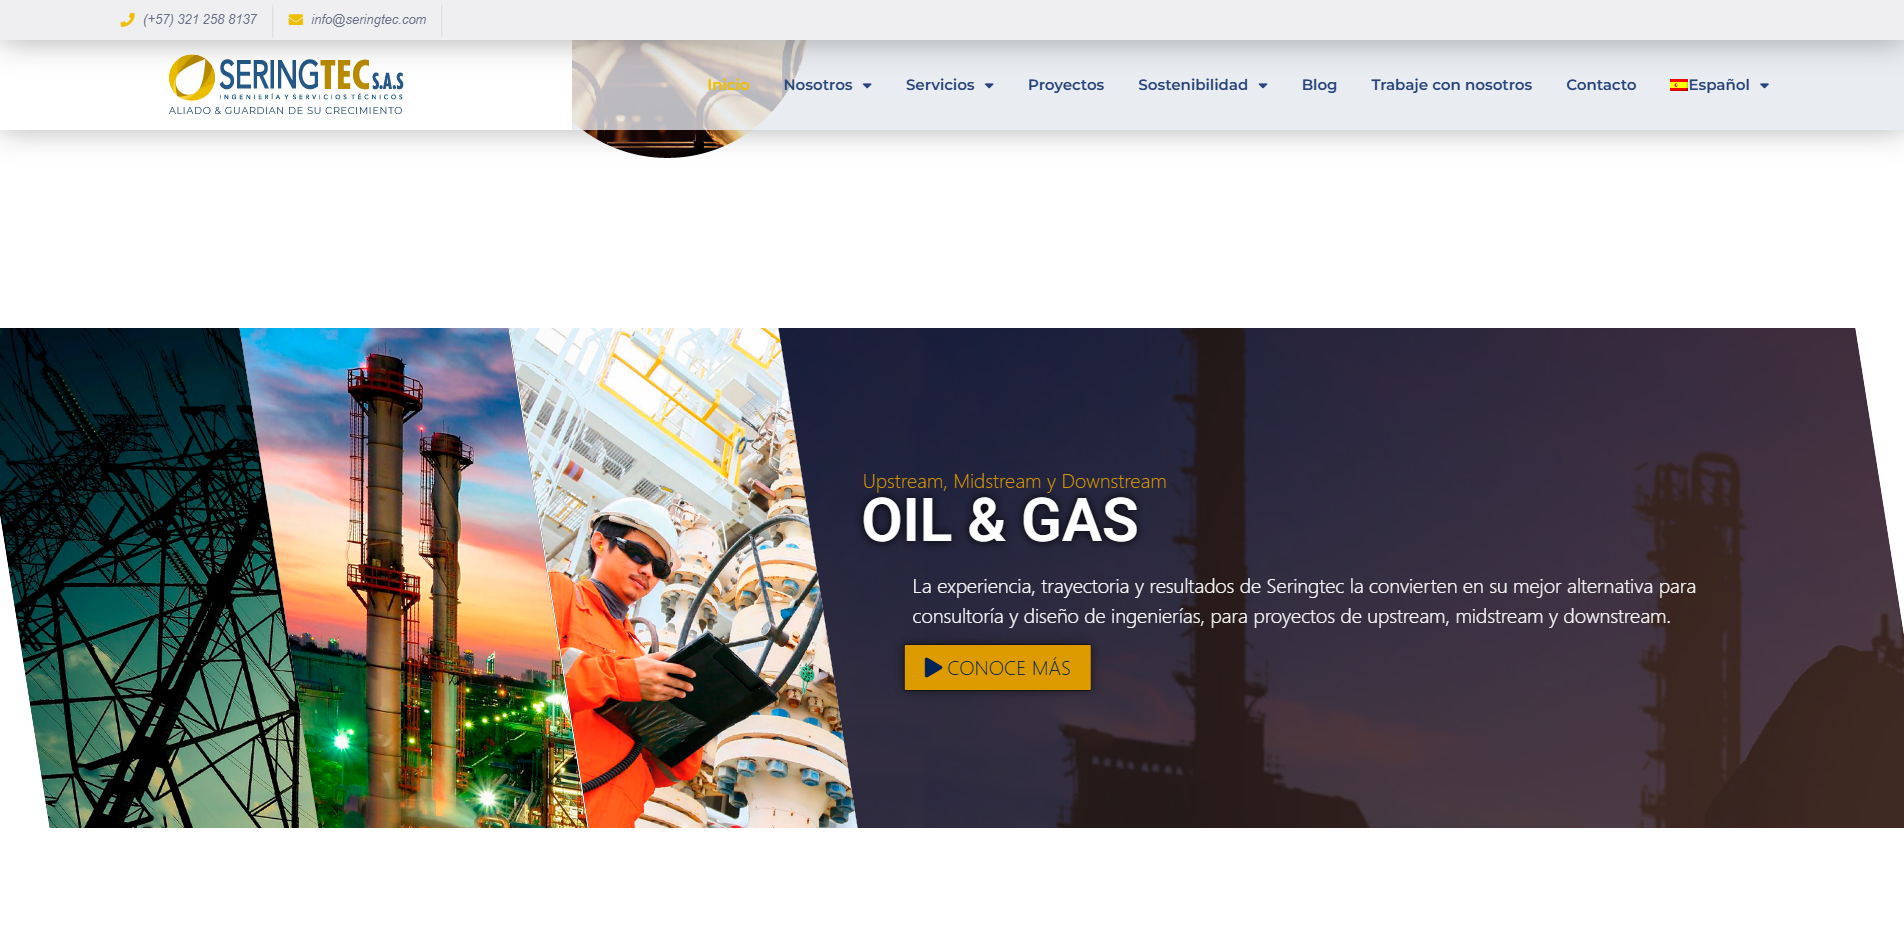 (+57) 321 258 8137
info@seringtec.com
SERINGTEC S.A.S
INGENIERÍA Y SERVICIOS TÉCNICOS
ALIADO & GUARDIAN DE SU CRECIMIENTO
Inicio
Nosotros
Servicios
Proyectos
Sostenibilidad
Blog
Trabaje con nosotros
Contacto
Español
Upstream, Midstream y Downstream
OIL & GAS
La experiencia, trayectoria y resultados de Seringtec la convierten en su mejor alternativa para
consultoría y diseño de ingenierías, para proyectos de upstream, midstream y downstream.
CONOCE MÁS